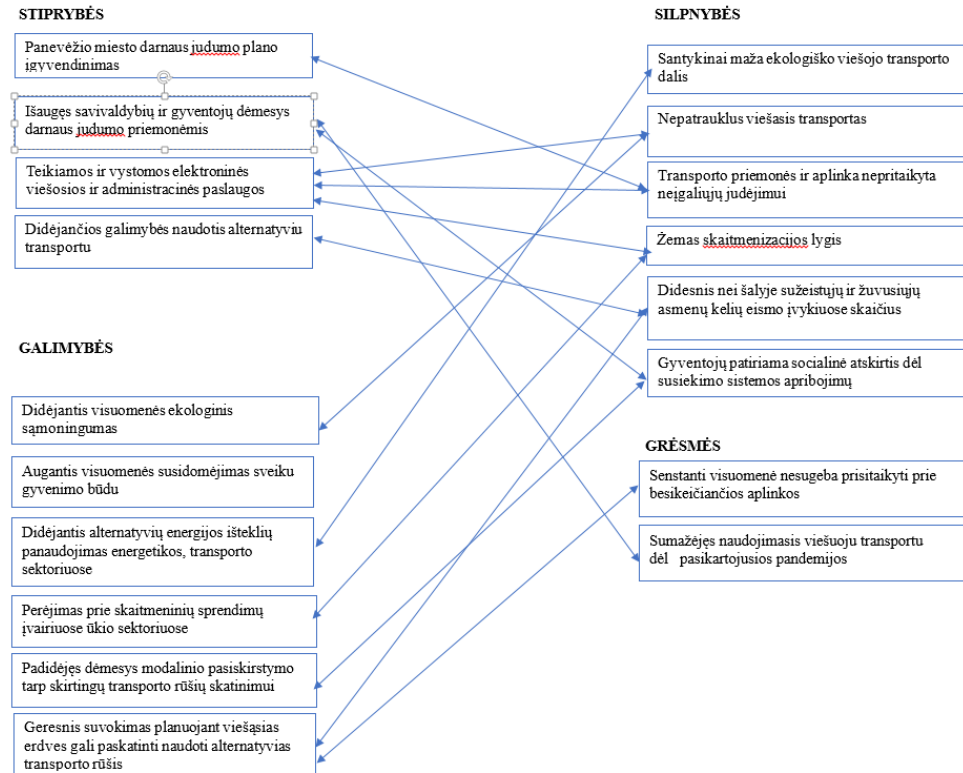 STIPRYBĖS
Panevėžio miesto darnaus judumo plano
įgyvendinimas
Išaugęs savivaldybių ir gyventojų dėmesys
darnaus judumo priemonėmis
Teikiamos ir vystomos elektroninės
viešosios ir administracinės paslaugos
Didėjančios galimybės naudotis alternatyviu
transportu
GALIMYBĖS
Didėjantis visuomenės ekologinis
sąmoningumas
Augantis visuomenės susidomėjimas sveiku
gyvenimo būdu
Didėjantis alternatyvių energijos išteklių
panaudojimas energetikos, transporto
sektoriuose
Perėjimas prie skaitmeninių sprendimų
įvairiuose ūkio sektoriuose
Padidėjęs dėmesys modalinio pasiskirstymo
tarp skirtingų transporto rūšių skatinimui
Geresnis suvokimas planuojant viešąsias
erdves gali paskatinti naudoti alternatyvias
transporto rūšis
SILPNYBĖS
Santykinai maža ekologiško viešojo transporto
dalis
Nepatrauklus viešasis transportas
Transporto priemonės ir aplinka nepritaikyta
neįgaliųjų judėjimui
Žemas skaitmenizacijos lygis
Didesnis nei šalyje sužeistųjų ir žuvusiųjų
asmenų kelių eismo įvykiuose skaičius
Gyventojų patiriama socialinė atskirtis dėl
susiekimo sistemos apribojimų
GRĖSMĖS
Senstanti visuomenė nesugeba prisitaikyti prie
besikeičiančios aplinkos
Sumažėjęs naudojimasis viešuoju transportu
dėl pasikartojusios pandemijos